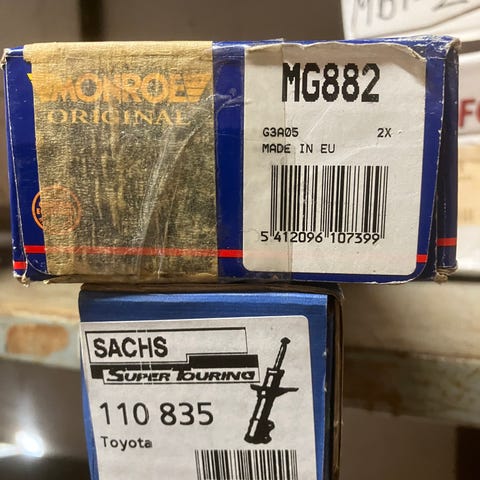 MONROE
ORIGINAL
MG882
G3A05 2X
MADE IN EU
5 412096 107399
SACHS
SUPER TOURING
110 835
Toyota